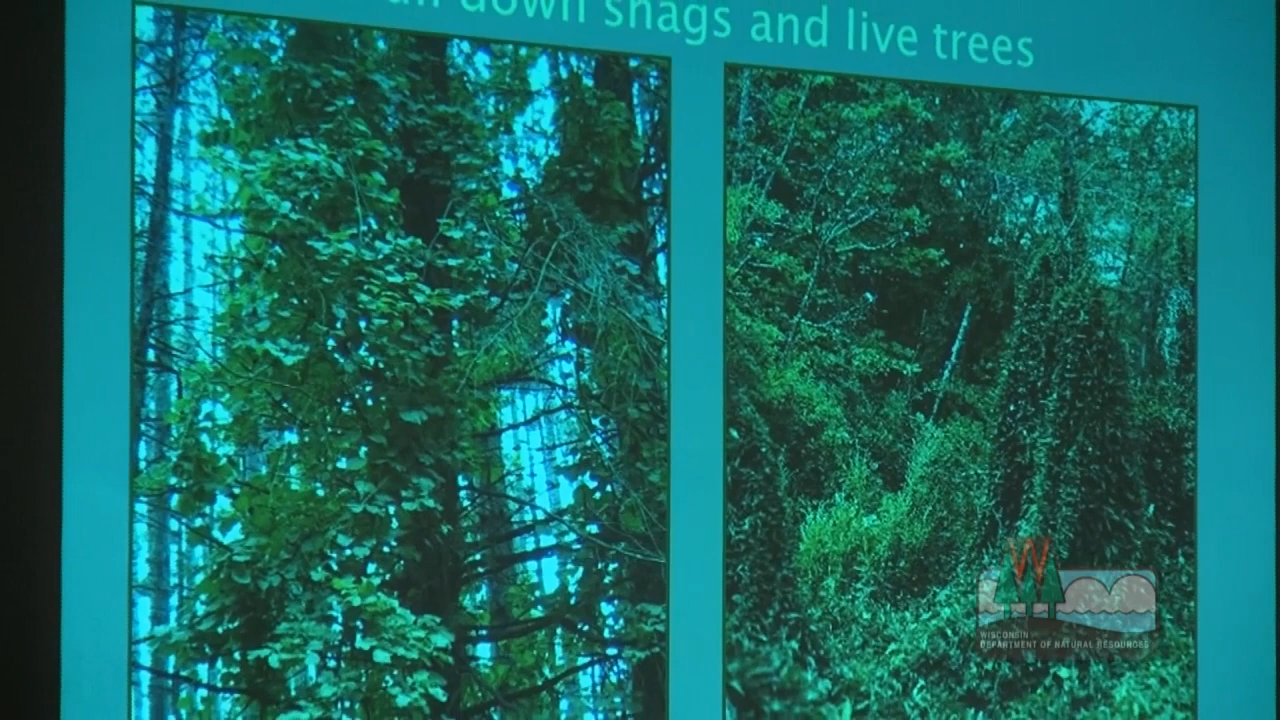 down snags and live trees
WISCONSIN
DEPARTMENT OF NATURAL RESOURCES